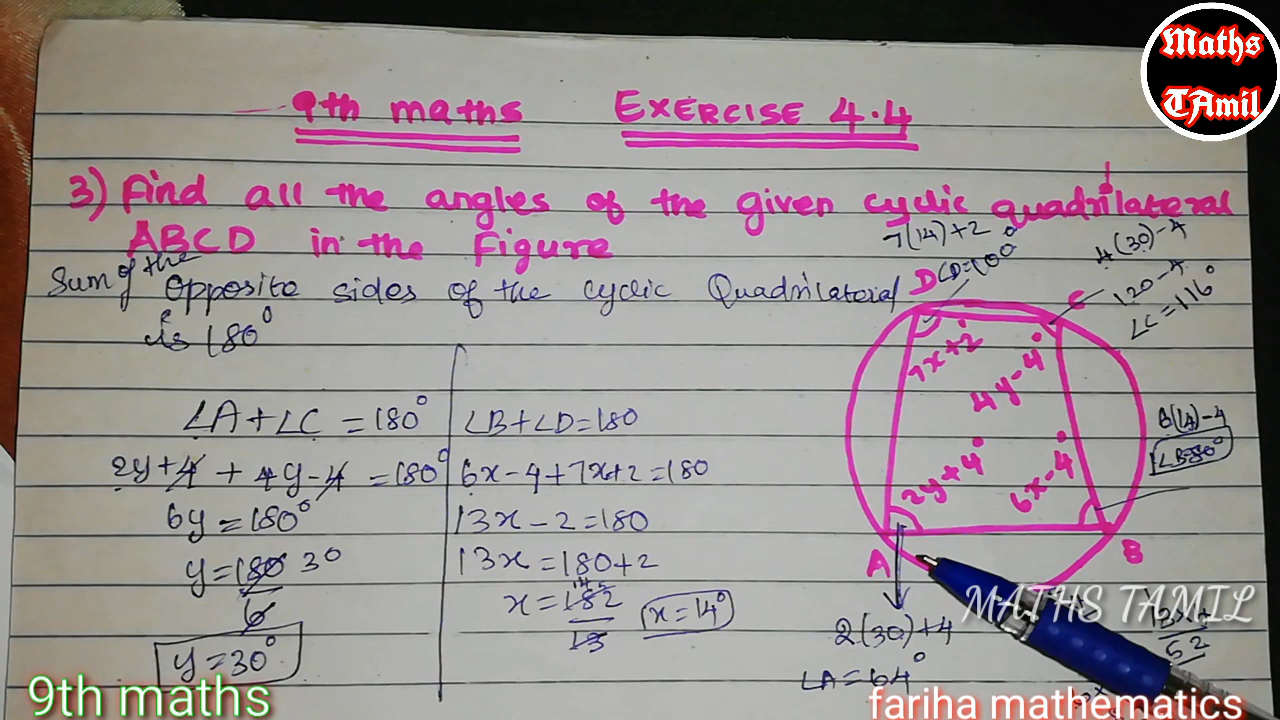 Maths
TAmil
9th maths EXERCISE 4.4
3) Find all the angles of the given cyclic quadrilateral
ABCD in the Figure
Sum of the opposite sides of the cyclic Quadrilateral
is 180°
∠A+∠C = 180°
2y+4 + 4y-4 = 180°
6y = 180°
y = 180 30
6
y = 30°
∠B+∠D = 180
6x-4+7x+2 = 180
13x-2 = 180
13x = 180+2
x = 182 14
13
x = 14°
7(14)+2
∠D = 100°
4(30)-4
120-4
∠C = 116°
D
C
7x+2°
4y-4°
2y+4°
6x-4°
A
B
6(14)-4
∠B=80°
2(30)+4
∠A = 64°
52
MATHS TAMIL
9th maths
fariha mathematics